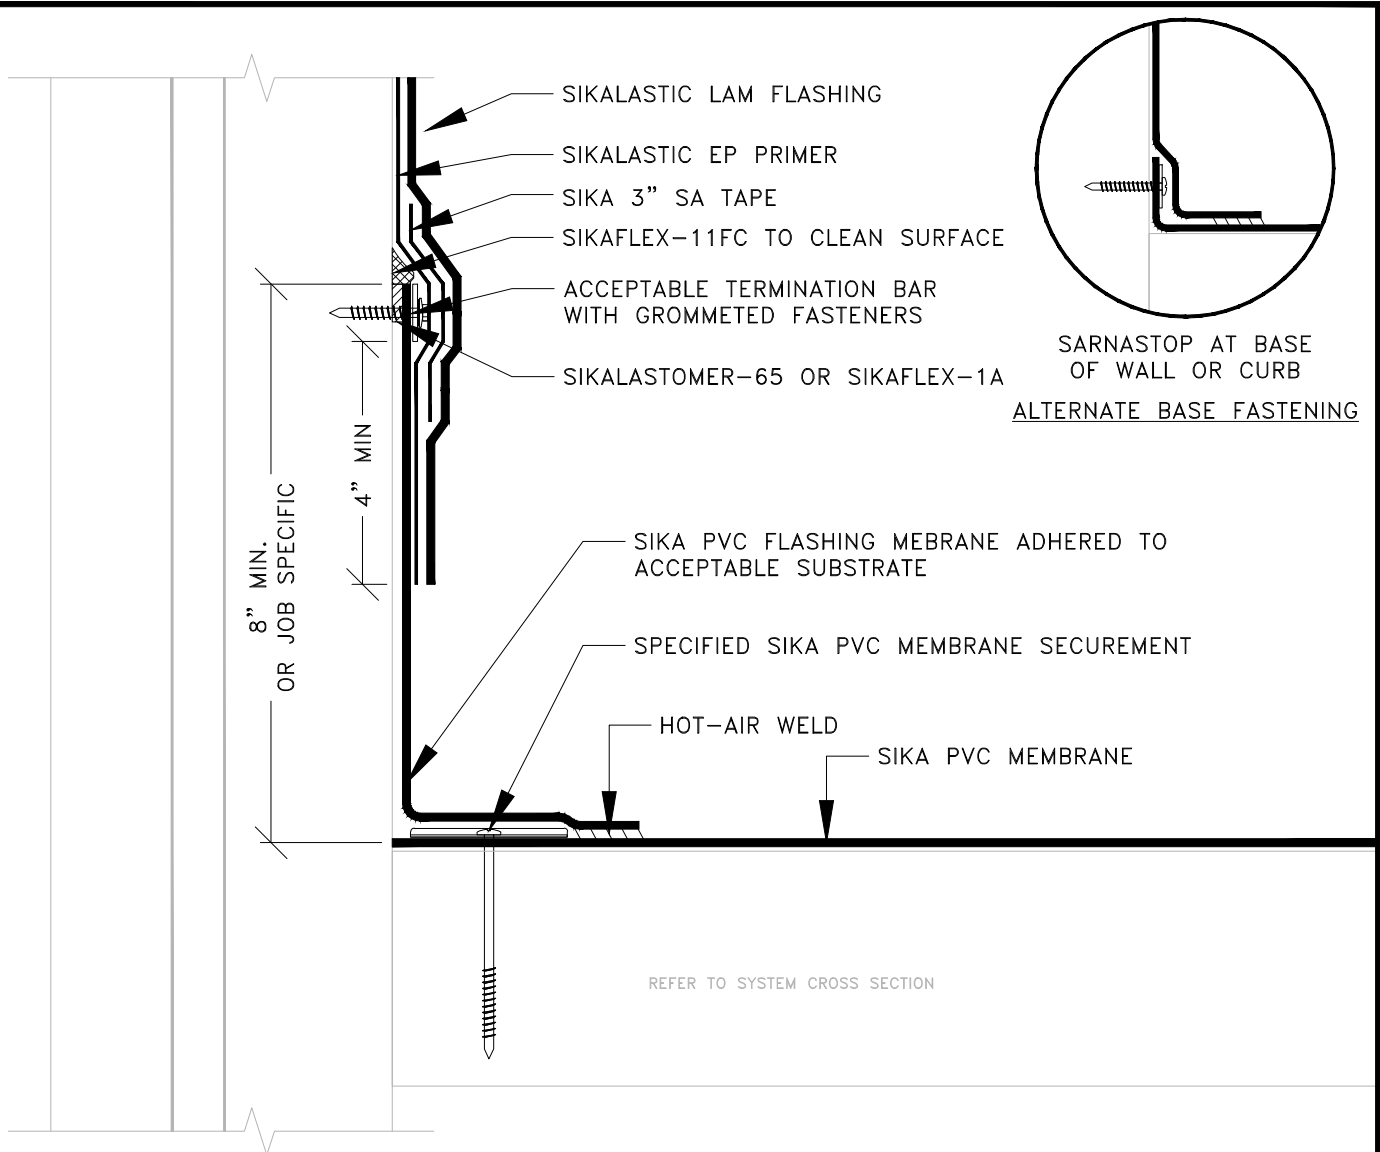 SIKALASTIC LAM FLASHING
SIKALASTIC EP PRIMER
SIKA 3” SA TAPE
SIKAFLEX-11FC TO CLEAN SURFACE
ACCEPTABLE TERMINATION BAR
WITH GROMMETED FASTENERS
SIKALASTOMER-65 OR SIKAFLEX-1A
SARNASTOP AT BASE
OF WALL OR CURB
ALTERNATE BASE FASTENING
4” MIN
8” MIN.
OR JOB SPECIFIC
SIKA PVC FLASHING MEBRANE ADHERED TO
ACCEPTABLE SUBSTRATE
SPECIFIED SIKA PVC MEMBRANE SECUREMENT
HOT-AIR WELD
SIKA PVC MEMBRANE
REFER TO SYSTEM CROSS SECTION